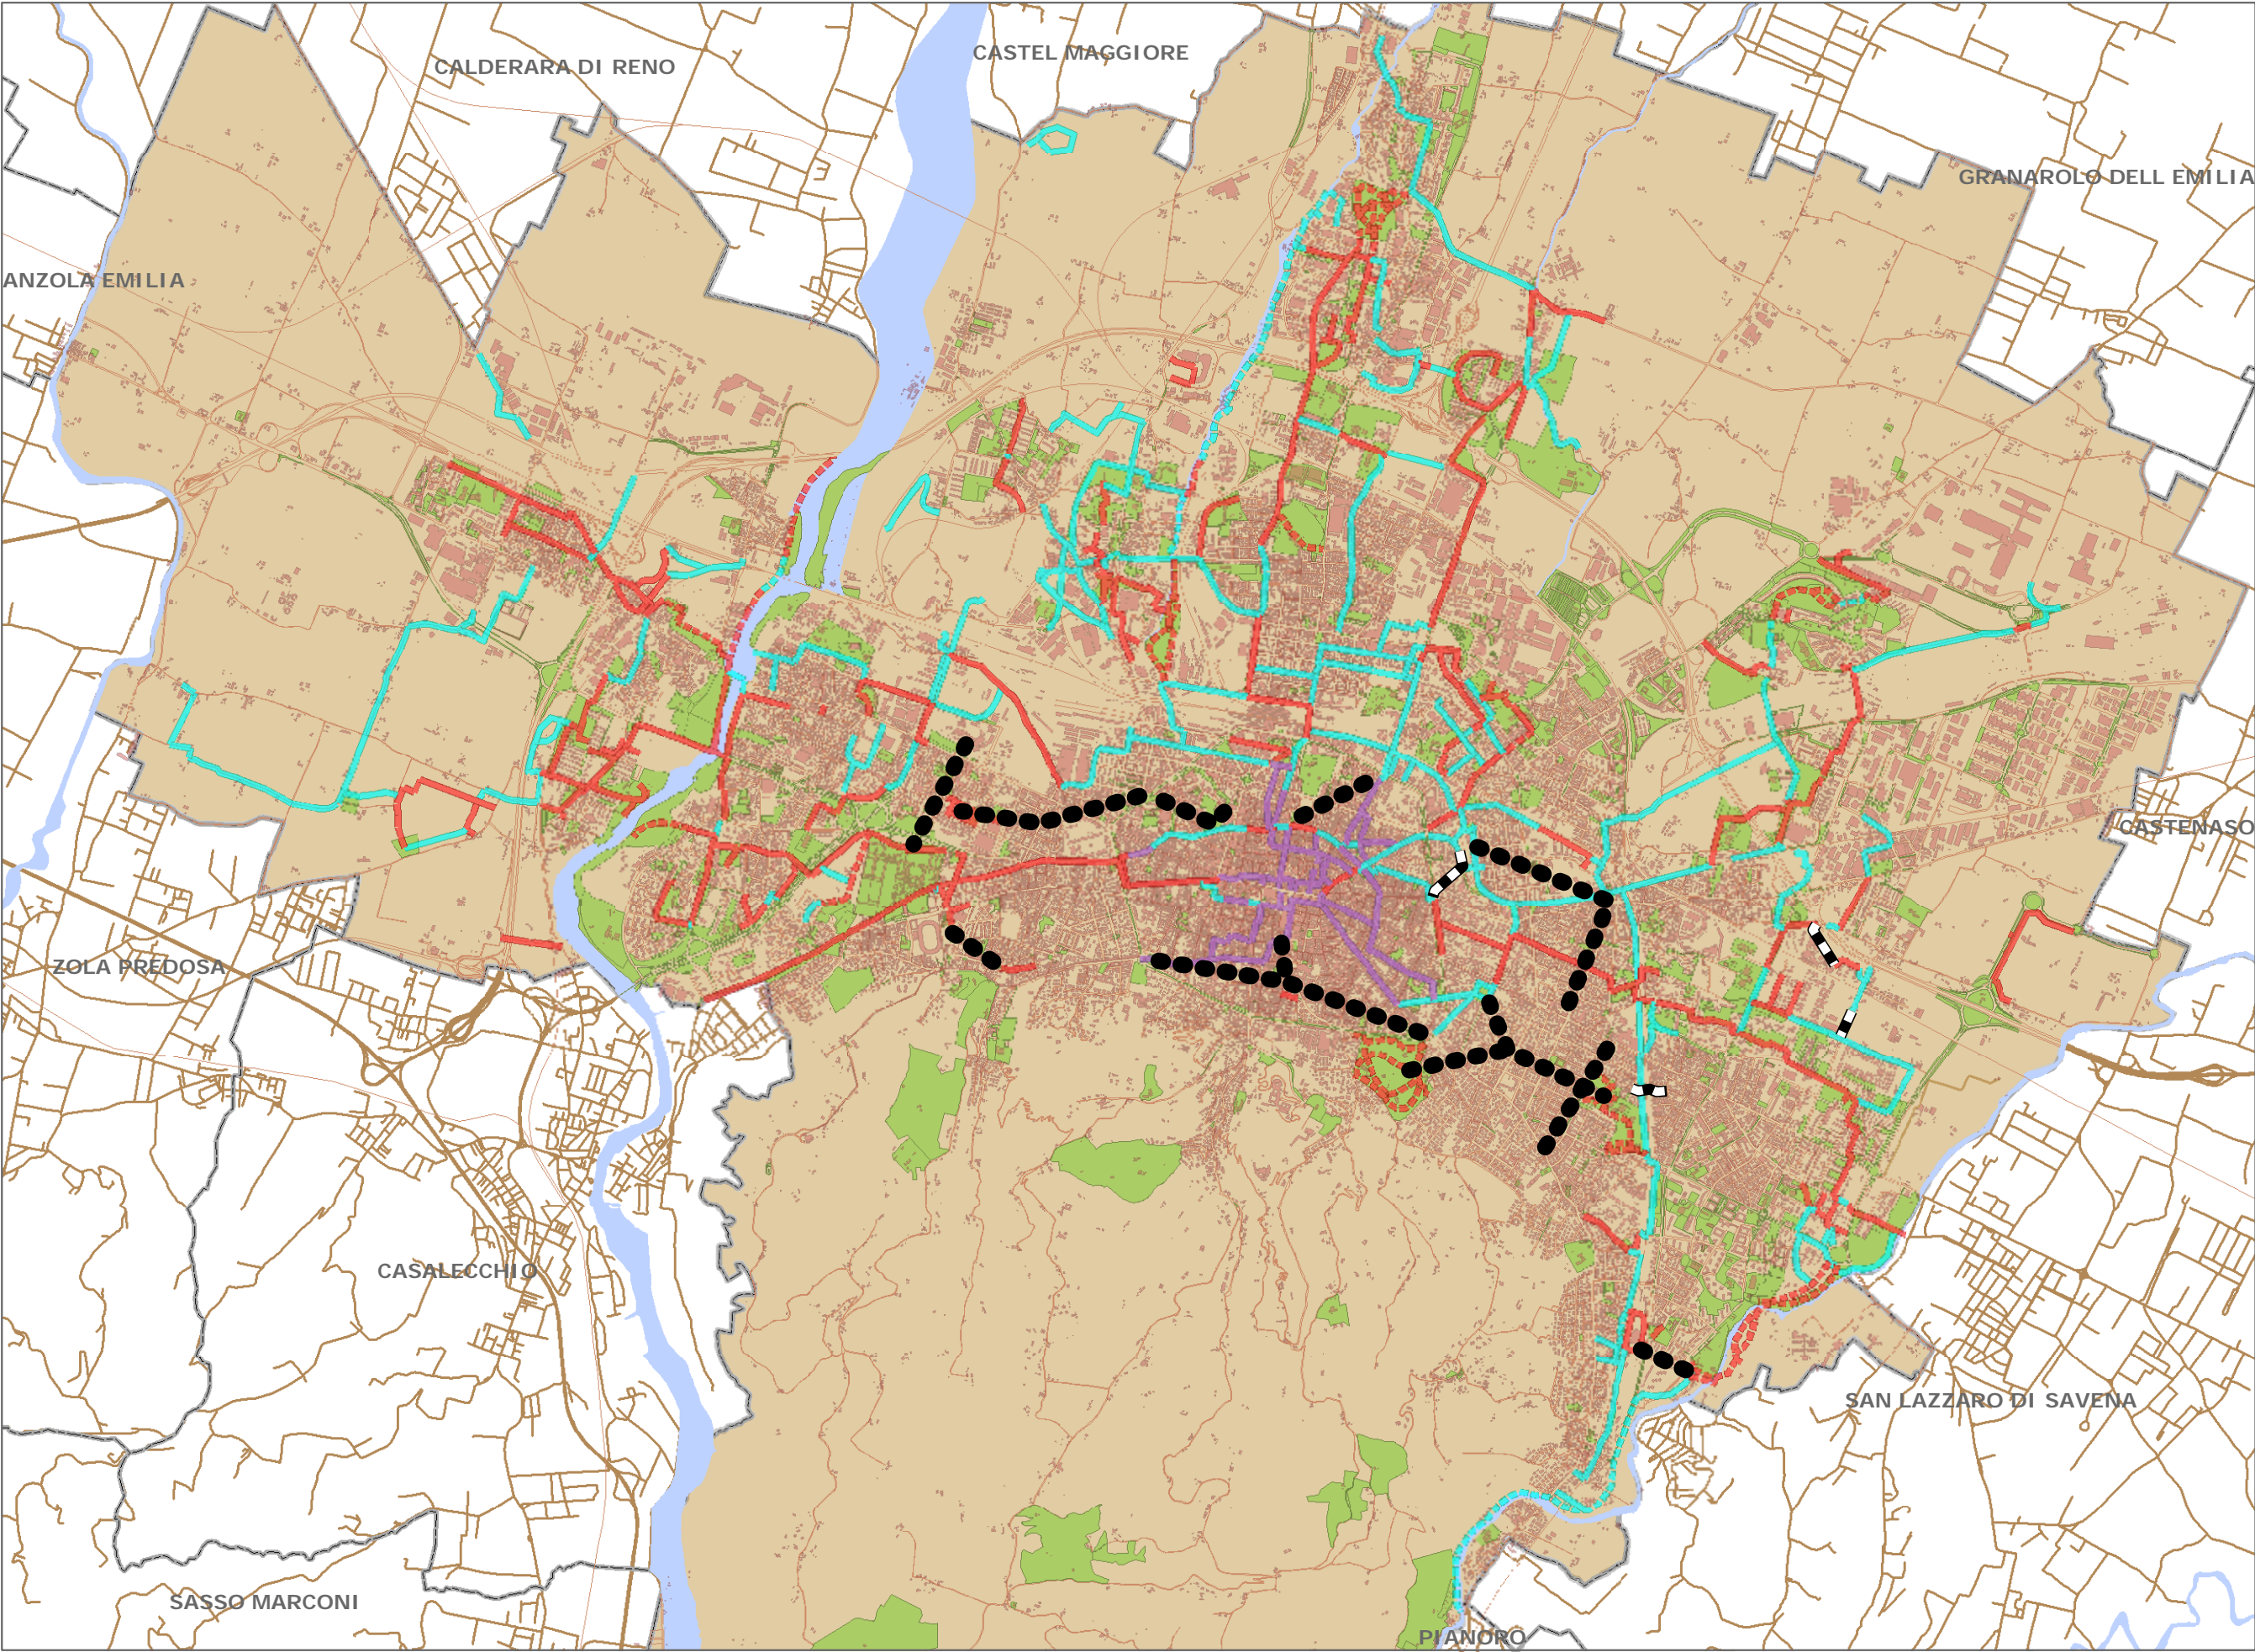 CASTEL MAGGIORE
CALDERARA DI RENO
GRANAROLO DELL EMILIA
ANZOLA EMILIA
CASTENASO
ZOLA PREDOSA
CASALECCHIO
SAN LAZZARO DI SAVENA
SASSO MARCONI
PIANORO